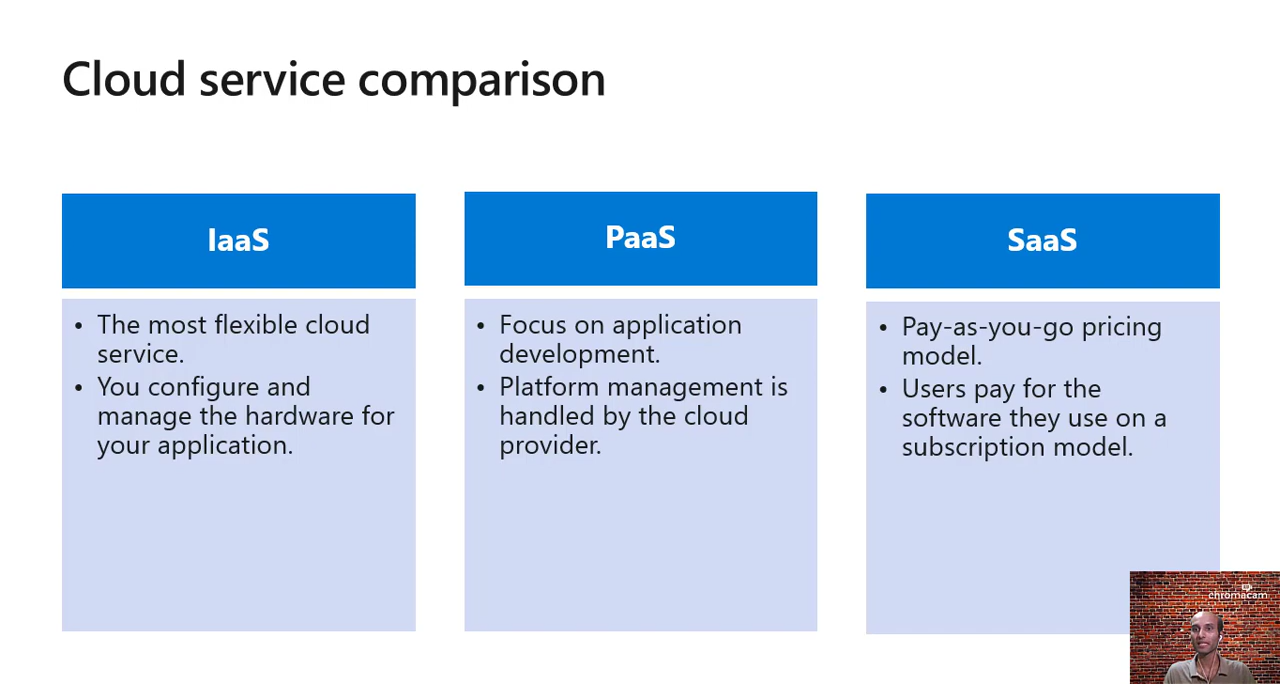 Cloud service comparison
IaaS
• The most flexible cloud
service.
• You configure and
manage the hardware for
your application.
PaaS
• Focus on application
development.
• Platform management is
handled by the cloud
provider.
SaaS
• Pay-as-you-go pricing
model.
• Users pay for the
software they use on a
subscription model.
chromacam